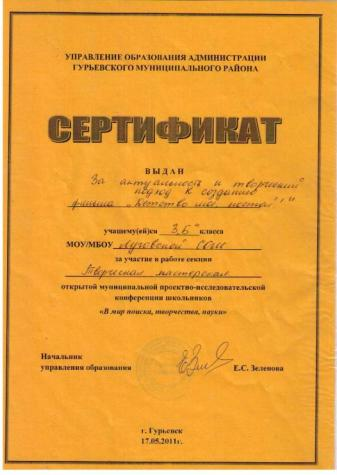 УПРАВЛЕНИЕ ОБРАЗОВАНИЯ АДМИНИСТРАЦИИ
ГУРЬЕВСКОГО МУНИЦИПАЛЬНОГО РАЙОНА
СЕРТИФИКАТ
ВЫДАН
За актуальность и творческий
подход к созданию
фильма „Детство мое, постой"!"
учащему(ей)ся 3„Б" класса
МОУ/МБОУ Луговской СОШ
за участие в работе секции
Творческая мастерская
открытой муниципальной проектно-исследовательской
конференции школьников
«В мир поиска, творчества, науки»
Начальник
управления образования Е.С. Зеленова
г. Гурьевск
17.05.2011г.